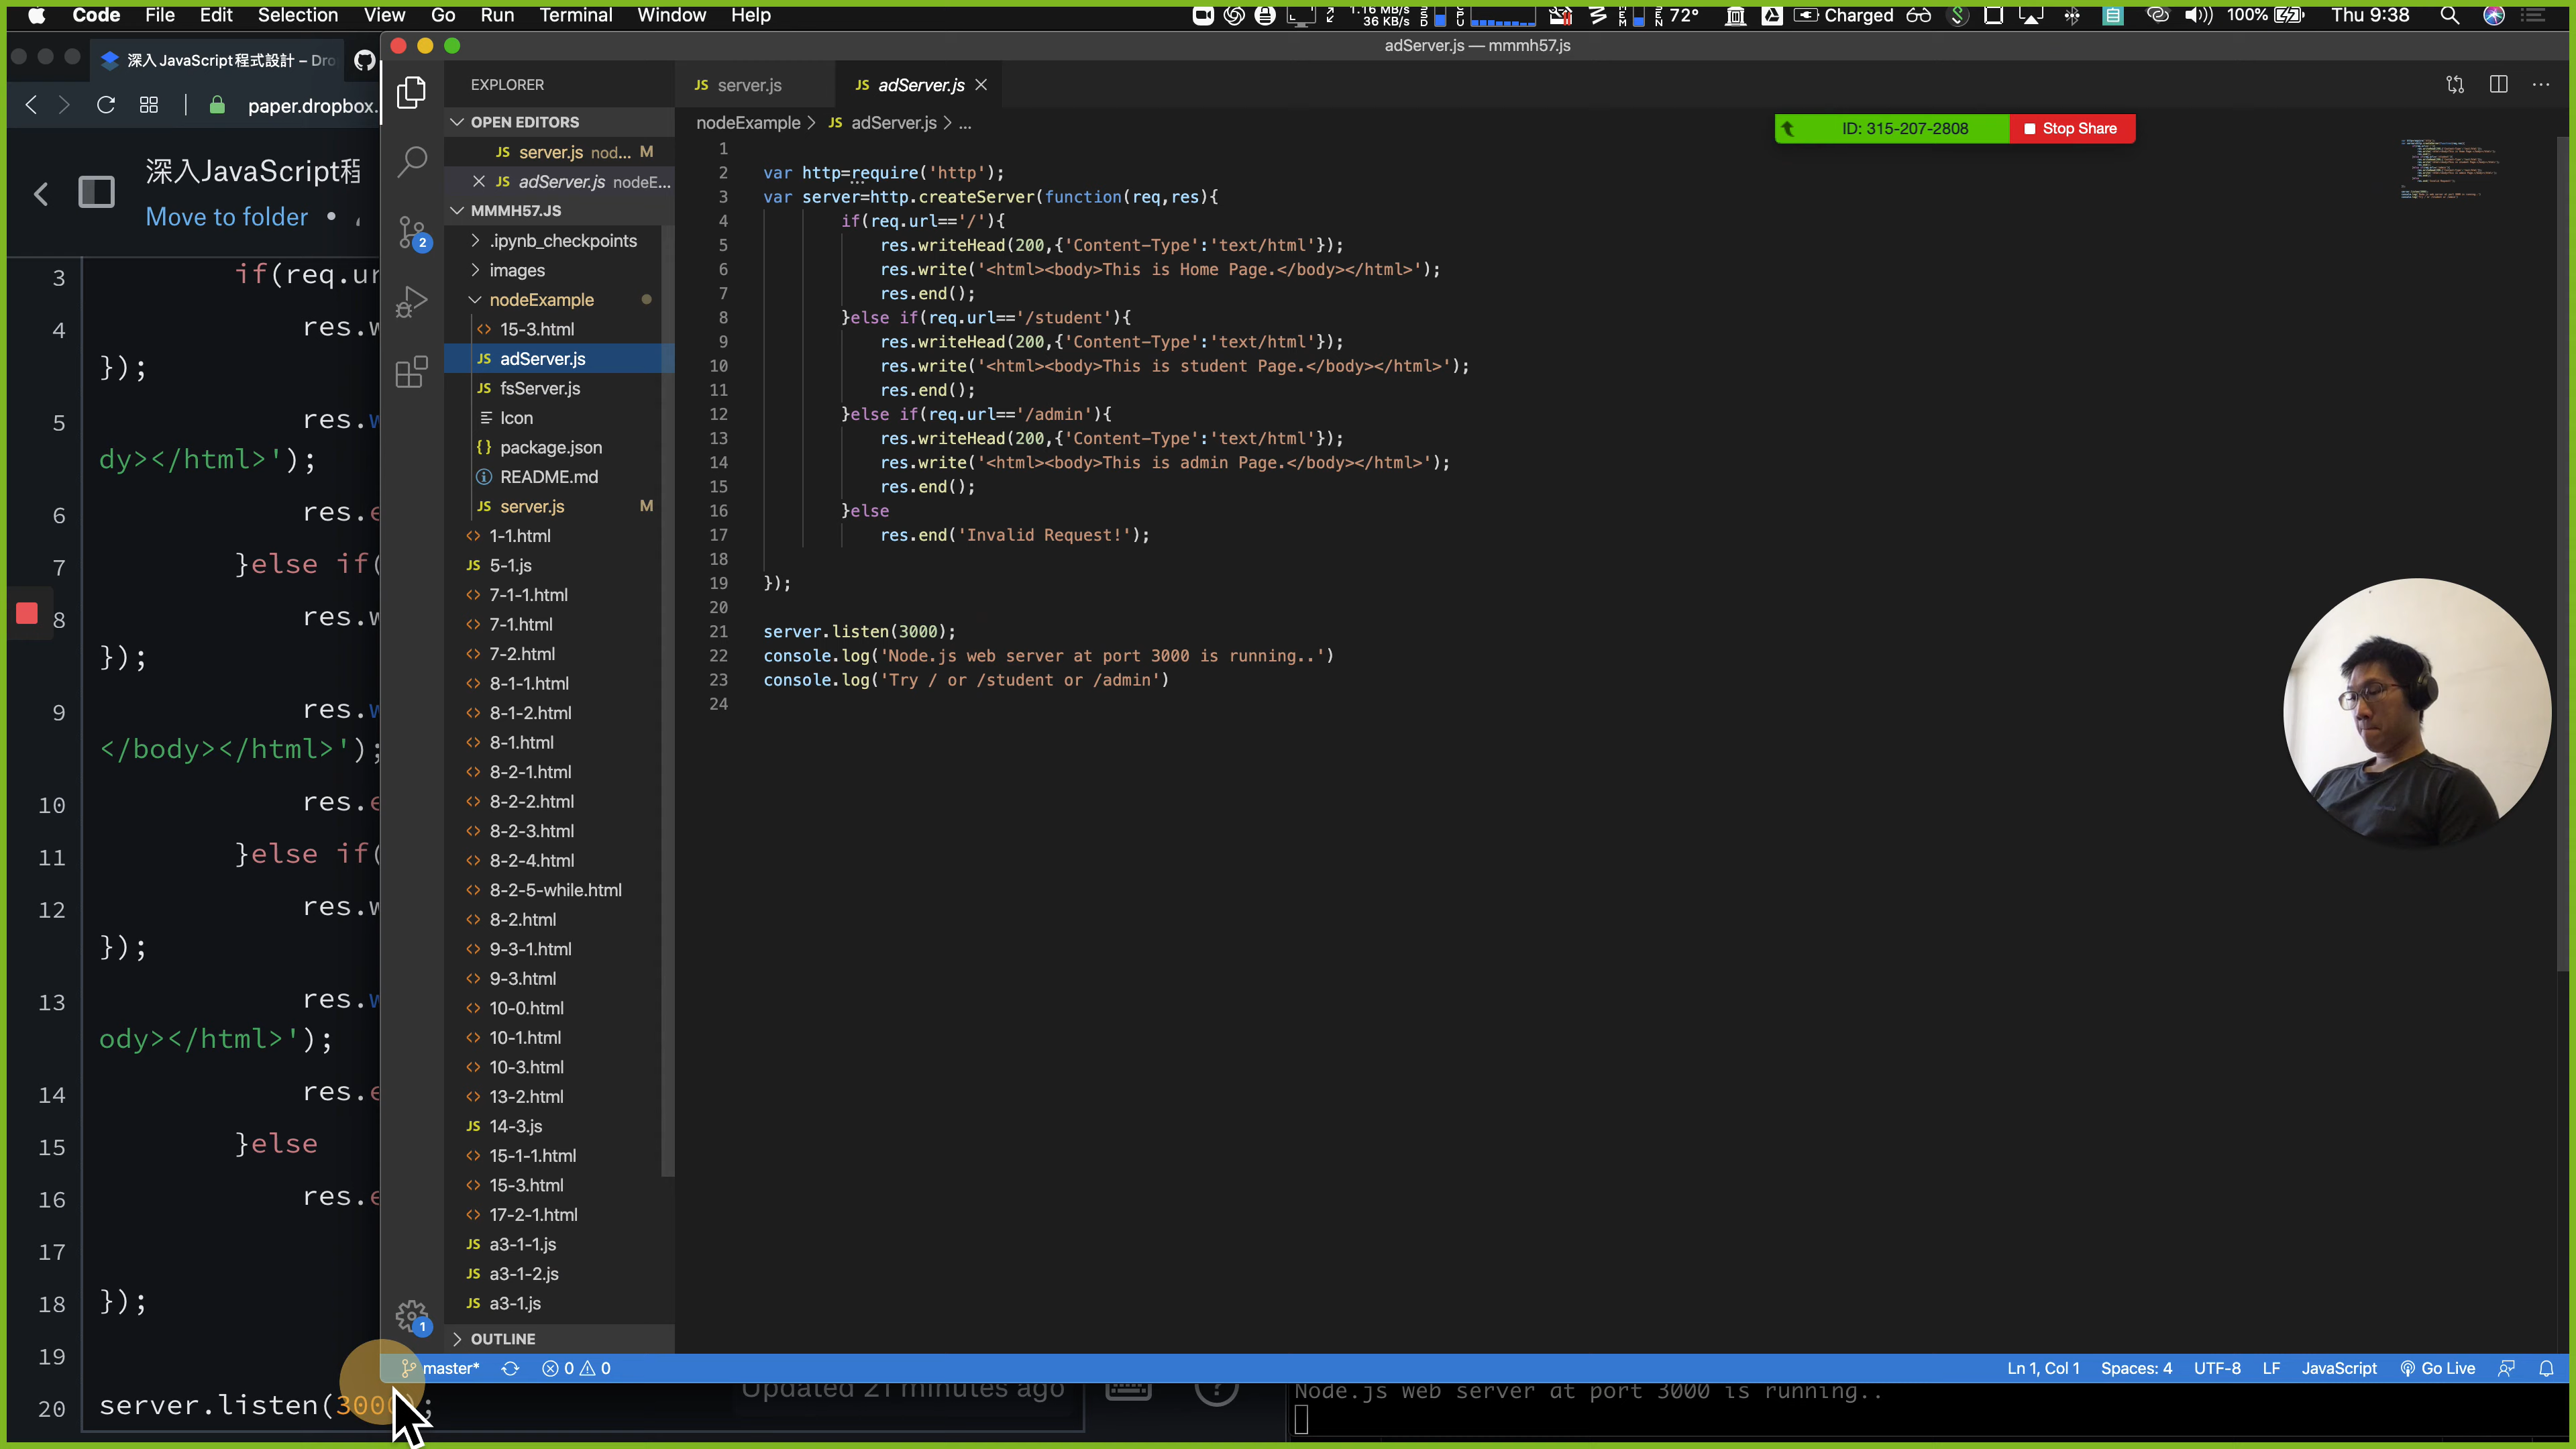 Code File Edit Selection View Go Run Terminal Window Help
1.16 MB/s
36 KB/s
72° Charged 100% Thu 9:38
深入JavaScript程式設計 – Dro
paper.dropbox.
深入JavaScript程
Move to folder •
3 if(req.ur
4 res.w
});
5 res.w
dy></html>');
6 res.e
7 }else if(
8 res.w
});
9 res.w
</body></html>');
10 res.e
11 }else if(
12 res.w
});
13 res.w
ody></html>');
14 res.e
15 }else
16 res.e
17
18 });
19
20 server.listen(3000);
adServer.js — mmmh57.js
EXPLORER
OPEN EDITORS
JS server.js nod... M
JS adServer.js nodeE...
MMMH57.JS
.ipynb_checkpoints
images
nodeExample
<> 15-3.html
JS adServer.js
JS fsServer.js
Icon
{} package.json
README.md
JS server.js M
<> 1-1.html
JS 5-1.js
<> 7-1-1.html
<> 7-1.html
<> 7-2.html
<> 8-1-1.html
<> 8-1-2.html
<> 8-1.html
<> 8-2-1.html
<> 8-2-2.html
<> 8-2-3.html
<> 8-2-4.html
<> 8-2-5-while.html
<> 8-2.html
<> 9-3-1.html
<> 9-3.html
<> 10-0.html
<> 10-1.html
<> 10-3.html
<> 13-2.html
JS 14-3.js
<> 15-1-1.html
<> 15-3.html
<> 17-2-1.html
JS a3-1-1.js
JS a3-1-2.js
JS a3-1.js
OUTLINE
2
1
JS server.js JS adServer.js
nodeExample > JS adServer.js > ...
ID: 315-207-2808 Stop Share
1
2 var http=require('http');
3 var server=http.createServer(function(req,res){
4 if(req.url=='/'){
5 res.writeHead(200,{'Content-Type':'text/html'});
6 res.write('<html><body>This is Home Page.</body></html>');
7 res.end();
8 }else if(req.url=='/student'){
9 res.writeHead(200,{'Content-Type':'text/html'});
10 res.write('<html><body>This is student Page.</body></html>');
11 res.end();
12 }else if(req.url=='/admin'){
13 res.writeHead(200,{'Content-Type':'text/html'});
14 res.write('<html><body>This is admin Page.</body></html>');
15 res.end();
16 }else
17 res.end('Invalid Request!');
18
19 });
20
21 server.listen(3000);
22 console.log('Node.js web server at port 3000 is running..')
23 console.log('Try / or /student or /admin')
24
master* 0 0 Ln 1, Col 1 Spaces: 4 UTF-8 LF JavaScript Go Live
Updated 21 minutes ago
Node.js web server at port 3000 is running..